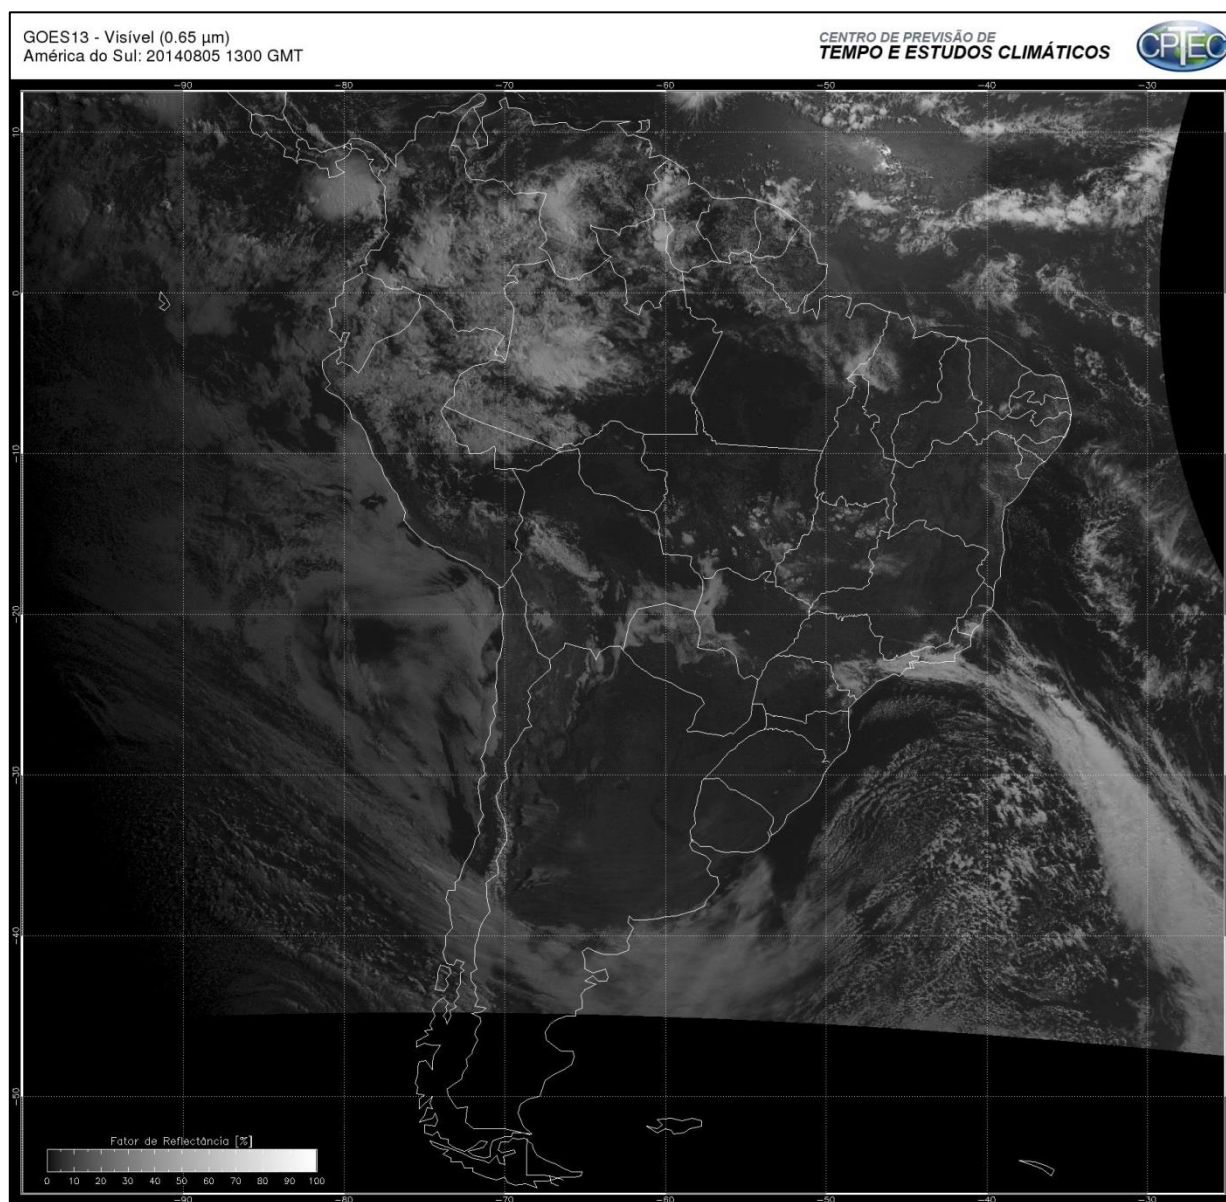 GOES13 - Visível (0.65 µm)
América do Sul: 20140805 1300 GMT
CENTRO DE PREVISÃO DE
TEMPO E ESTUDOS CLIMÁTICOS
CPTEC
-90 -80 -70 -60 -50 -40 -30
10
0
-10
-20
-30
-40
-50
Fator de Reflectância [%]
0 10 20 30 40 50 60 70 80 90 100
-90 -80 -70 -60 -50 -40 -30